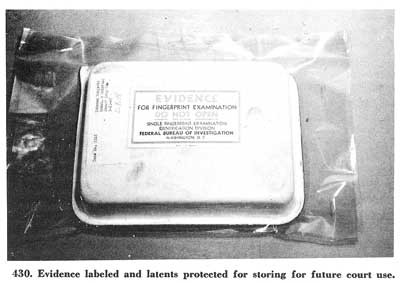 EVIDENCE
FOR FINGERPRINT EXAMINATION
DO NOT OPEN
SINGLE FINGERPRINT EXAMINATION
IDENTIFICATION DIVISION
FEDERAL BUREAU OF INVESTIGATION
WASHINGTON, D. C.
430. Evidence labeled and latents protected for storing for future court use.